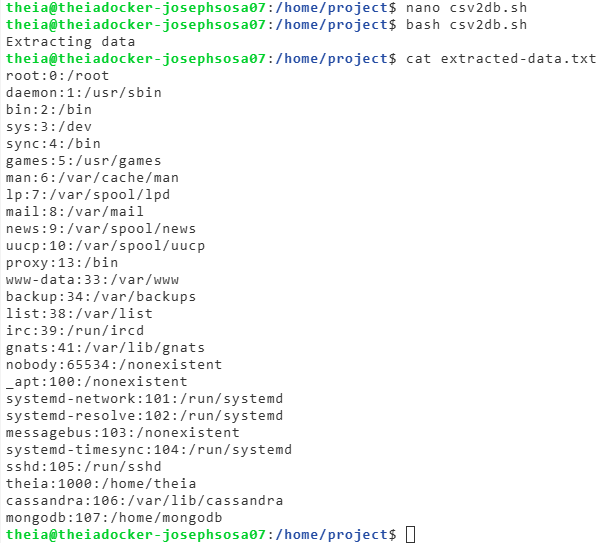 theia@theiadocker-josephsosa07:/home/project$ nano csv2db.sh
theia@theiadocker-josephsosa07:/home/project$ bash csv2db.sh
Extracting data
theia@theiadocker-josephsosa07:/home/project$ cat extracted-data.txt
root:0:/root
daemon:1:/usr/sbin
bin:2:/bin
sys:3:/dev
sync:4:/bin
games:5:/usr/games
man:6:/var/cache/man
lp:7:/var/spool/lpd
mail:8:/var/mail
news:9:/var/spool/news
uucp:10:/var/spool/uucp
proxy:13:/bin
www-data:33:/var/www
backup:34:/var/backups
list:38:/var/list
irc:39:/run/ircd
gnats:41:/var/lib/gnats
nobody:65534:/nonexistent
_apt:100:/nonexistent
systemd-network:101:/run/systemd
systemd-resolve:102:/run/systemd
messagebus:103:/nonexistent
systemd-timesync:104:/run/systemd
sshd:105:/run/sshd
theia:1000:/home/theia
cassandra:106:/var/lib/cassandra
mongodb:107:/home/mongodb
theia@theiadocker-josephsosa07:/home/project$